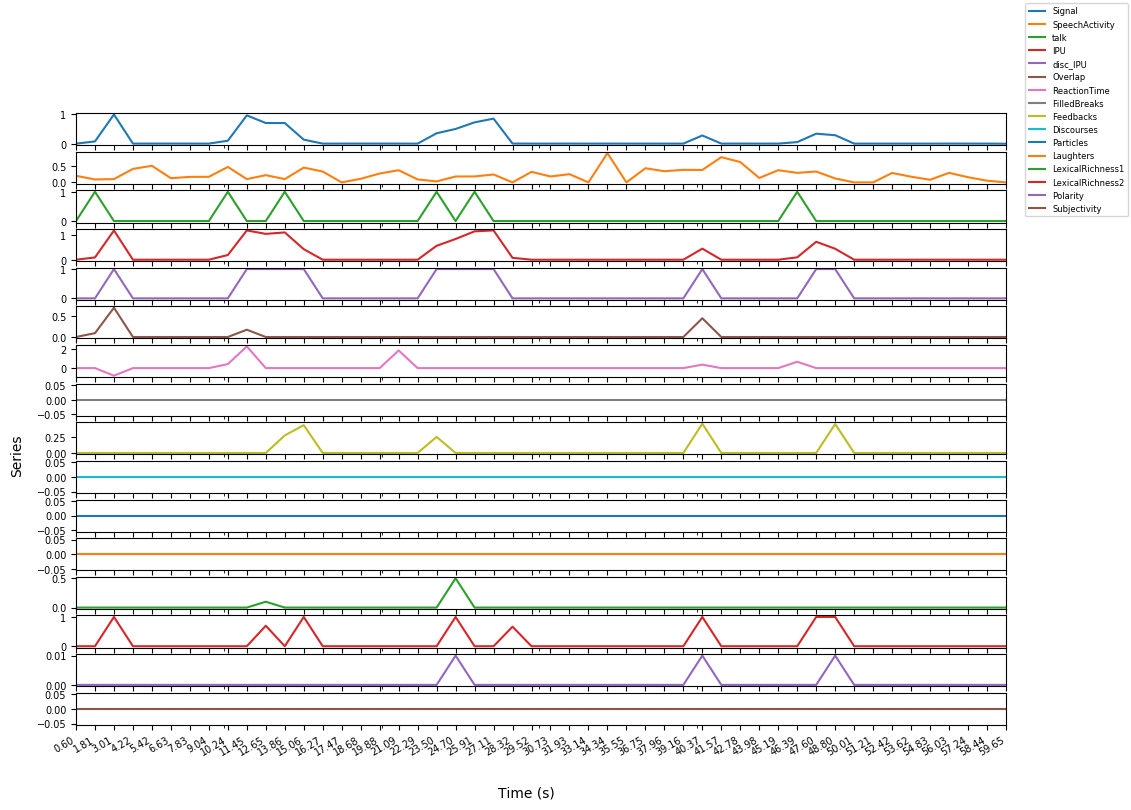 Signal
SpeechActivity
talk
IPU
disc_IPU
Overlap
ReactionTime
FilledBreaks
Feedbacks
Discourses
Particles
Laughters
LexicalRichness1
LexicalRichness2
Polarity
Subjectivity
1
0
0.5
0.0
1
0
1
0
1
0
0.5
0.0
2
0
0.05
0.00
−0.05
0.25
0.00
0.05
0.00
−0.05
0.05
0.00
−0.05
0.05
0.00
−0.05
0.5
0.0
1
0
0.01
0.00
0.05
0.00
−0.05
Series
0.60 1.81 3.01 4.22 5.42 6.63 7.83 9.04 10.24 11.45 12.65 13.86 15.06 16.27 17.47 18.68 19.88 21.09 22.29 23.50 24.70 25.91 27.11 28.32 29.52 30.73 31.93 33.14 34.34 35.55 36.75 37.96 39.16 40.37 41.57 42.78 43.98 45.19 46.39 47.60 48.80 50.01 51.21 52.42 53.62 54.83 56.03 57.24 58.44 59.65
Time (s)